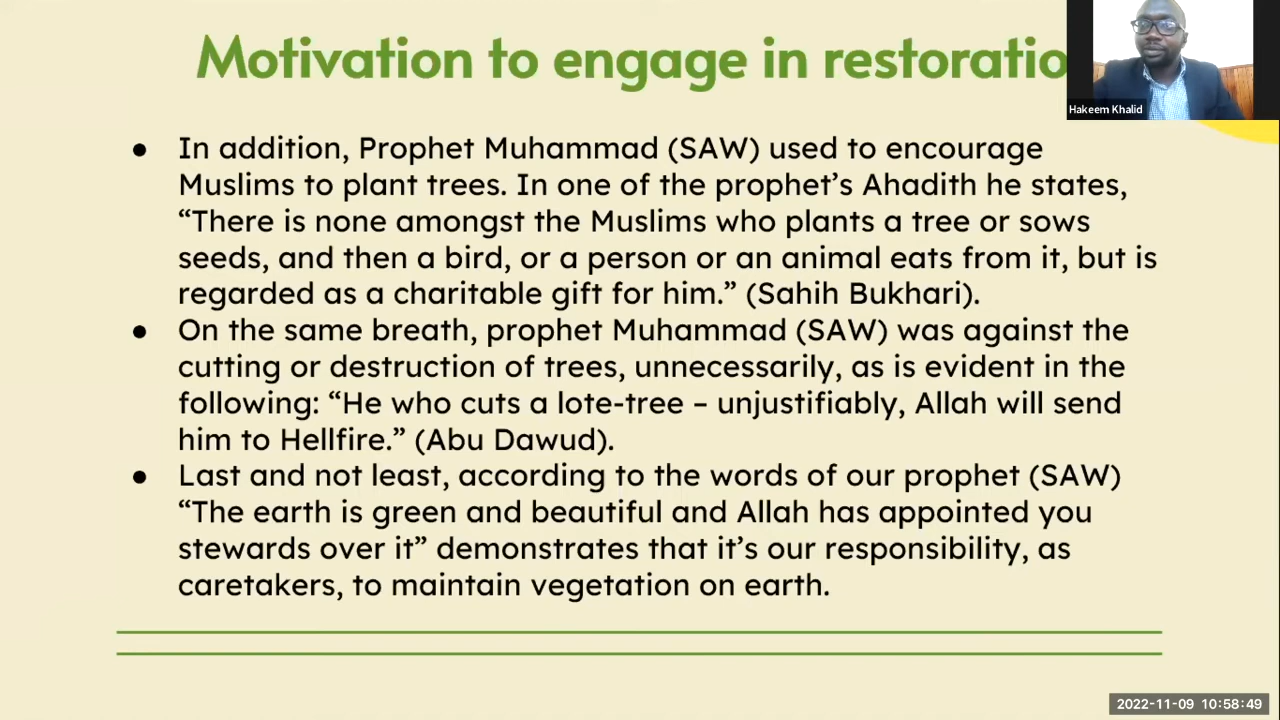 Motivation to engage in restoratio
Hakeem Khalid
● In addition, Prophet Muhammad (SAW) used to encourage
Muslims to plant trees. In one of the prophet’s Ahadith he states,
“There is none amongst the Muslims who plants a tree or sows
seeds, and then a bird, or a person or an animal eats from it, but is
regarded as a charitable gift for him.” (Sahih Bukhari).
● On the same breath, prophet Muhammad (SAW) was against the
cutting or destruction of trees, unnecessarily, as is evident in the
following: “He who cuts a lote-tree – unjustifiably, Allah will send
him to Hellfire.” (Abu Dawud).
● Last and not least, according to the words of our prophet (SAW)
“The earth is green and beautiful and Allah has appointed you
stewards over it” demonstrates that it’s our responsibility, as
caretakers, to maintain vegetation on earth.
2022-11-09 10:58:49